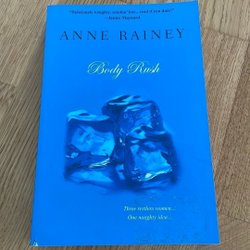 ANNE RAINEY
Body Rush
Three restless women...
One naughty idea...